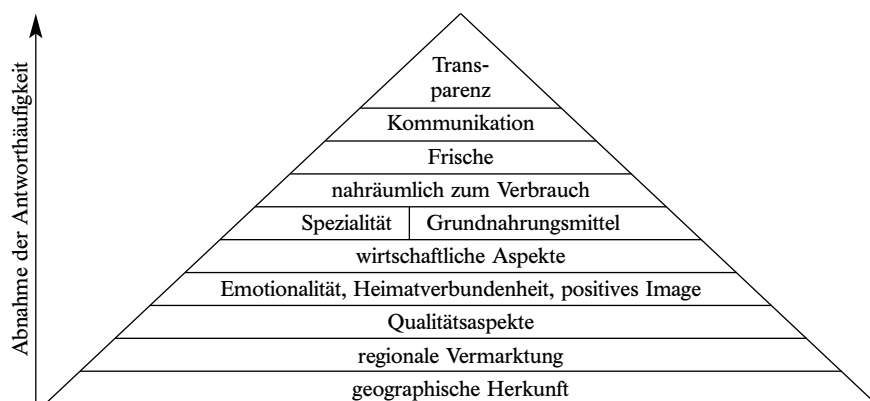 Abnahme der Antworthäufigkeit
Trans-
parenz
Kommunikation
Frische
nahräumlich zum Verbrauch
Spezialität Grundnahrungsmittel
wirtschaftliche Aspekte
Emotionalität, Heimatverbundenheit, positives Image
Qualitätsaspekte
regionale Vermarktung
geographische Herkunft